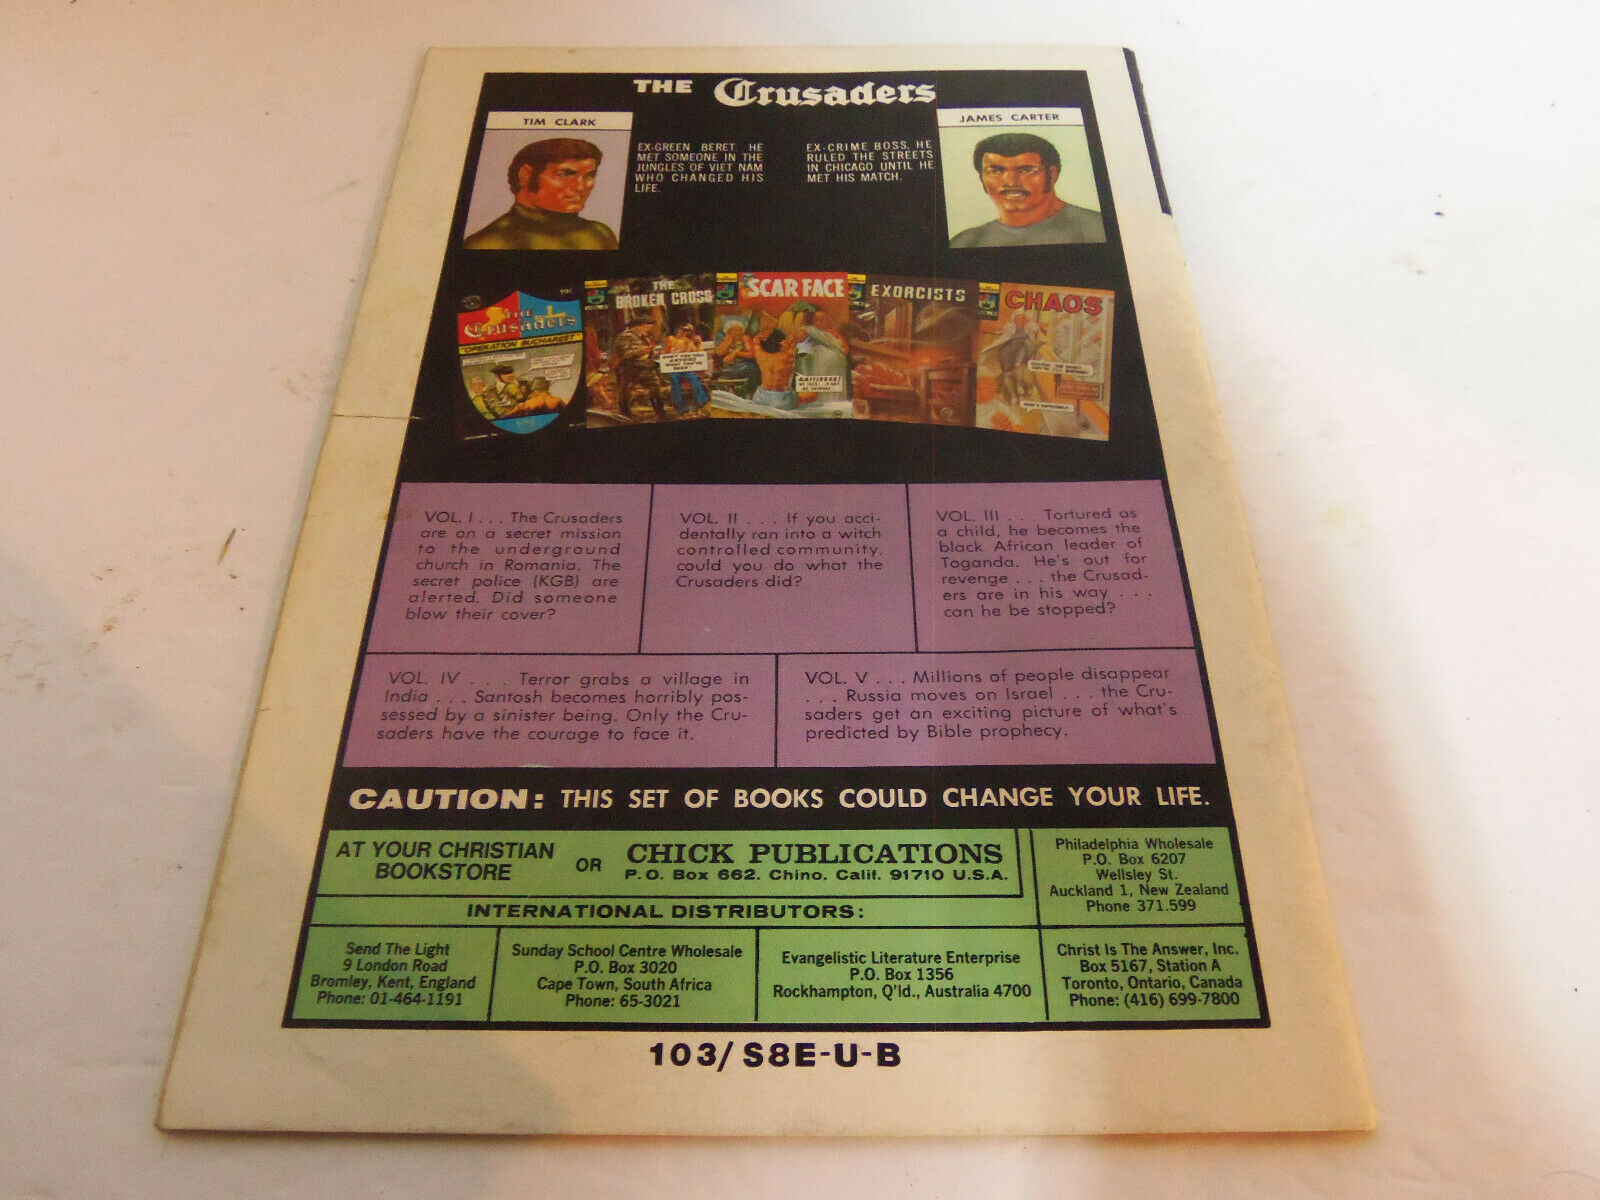 THE Crusaders
TIM CLARK
EX-GREEN BERET. HE
MET SOMEONE IN THE
JUNGLES OF VIET NAM
WHO CHANGED HIS
LIFE.
EX-CRIME BOSS. HE
RULED THE STREETS
IN CHICAGO UNTIL HE
MET HIS MATCH.
JAMES CARTER
THE
Crusaders
"OPERATION BUCHAREST"
THE
BROKEN CROSS
SCAR FACE
EXORCISTS
CHAOS
VOL. I . . . The Crusaders
are on a secret mission
to the underground
church in Romania. The
secret police (KGB) are
alerted. Did someone
blow their cover?
VOL. II . . . If you acci-
dentally ran into a witch
controlled community,
could you do what the
Crusaders did?
VOL. III . . . Tortured as
a child, he becomes the
black African leader of
Toganda. He's out for
revenge . . . the Crusad-
ers are in his way . . .
can he be stopped?
VOL. IV . . . Terror grabs a village in
India . . . Santosh becomes horribly pos-
sessed by a sinister being. Only the Cru-
saders have the courage to face it.
VOL. V . . . Millions of people disappear
. . . Russia moves on Israel . . . the Cru-
saders get an exciting picture of what's
predicted by Bible prophecy.
CAUTION: THIS SET OF BOOKS COULD CHANGE YOUR LIFE.
AT YOUR CHRISTIAN
BOOKSTORE
OR
CHICK PUBLICATIONS
P.O. Box 662, Chino, Calif. 91710 U.S.A.
Philadelphia Wholesale
P.O. Box 6207
Wellsley St.
Auckland 1, New Zealand
Phone 371.599
INTERNATIONAL DISTRIBUTORS:
Send The Light
9 London Road
Bromley, Kent, England
Phone: 01-464-1191
Sunday School Centre Wholesale
P.O. Box 3020
Cape Town, South Africa
Phone: 65-3021
Evangelistic Literature Enterprise
P.O. Box 1356
Rockhampton, Q'ld., Australia 4700
Christ Is The Answer, Inc.
Box 5167, Station A
Toronto, Ontario, Canada
Phone: (416) 699-7800
103/S8E-U-B